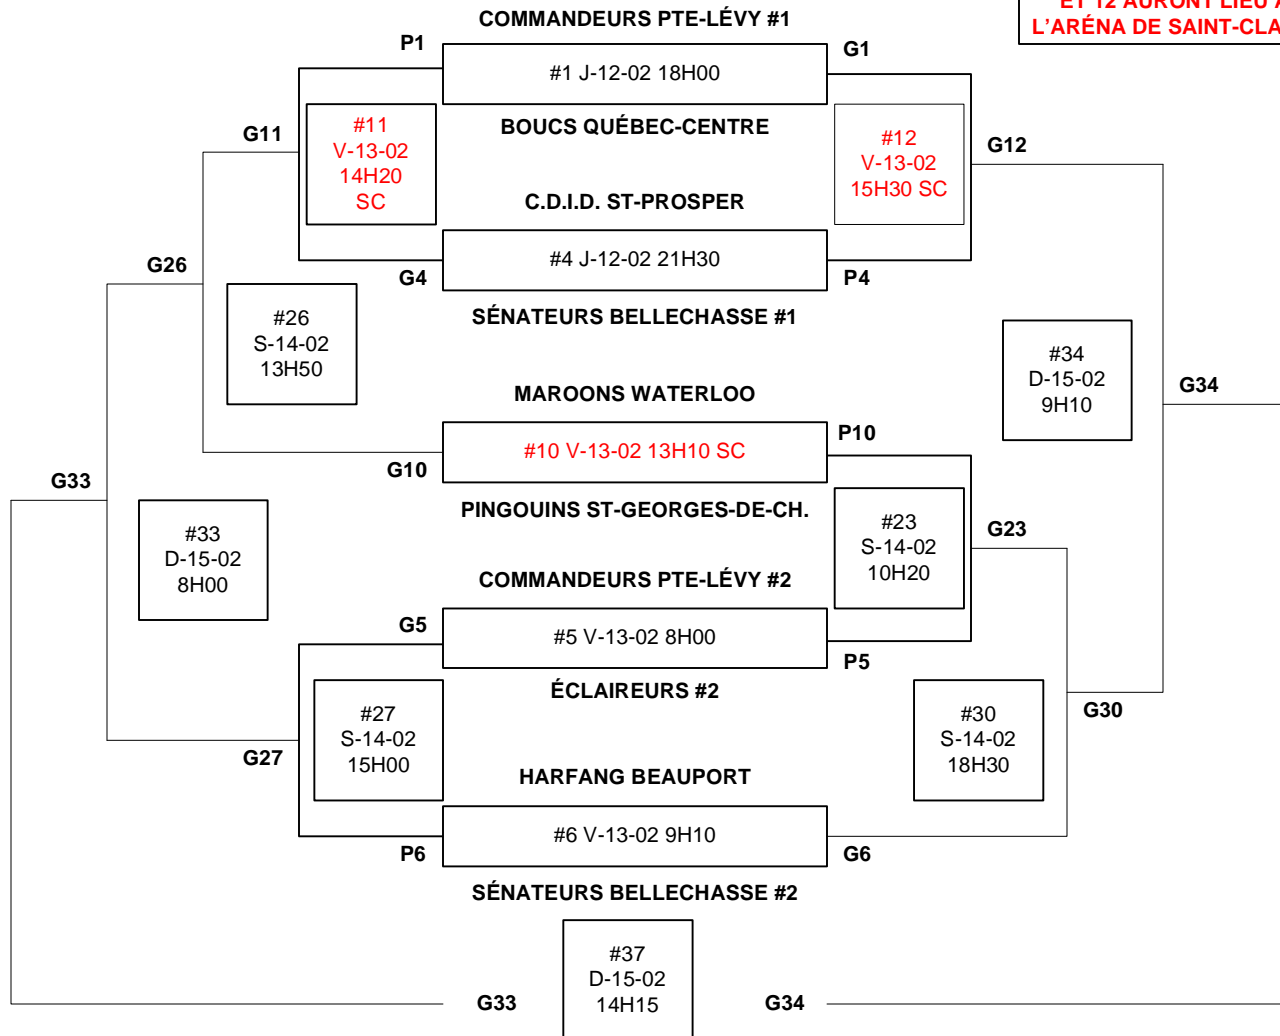 ET 12 AURONT LIEU
L'ARÉNA DE
COMMANDEURS PTE-LÉVY #1
P1
G1
#1 J-12-02 18H00
BOUCS QUÉBEC-CENTRE
G11
#11
V-13-02
14H20
SC
#12
V-13-02
15H30 SC
G12
C.D.I.D. ST-PROSPER
#4 J-12-02 21H30
G4
P4
SÉNATEURS BELLECHASSE #1
G26
#26
S-14-02
13H50
#34
D-15-02
9H10
G34
MAROONS WATERLOO
#10 V-13-02 13H10 SC
P10
G10
PINGOUINS ST-GEORGES-DE-CH.
G33
#33
D-15-02
8H00
#23
S-14-02
10H20
G23
COMMANDEURS PTE-LÉVY #2
G5
#5 V-13-02 8H00
P5
ÉCLAIREURS #2
#27
S-14-02
15H00
G27
#30
S-14-02
18H30
G30
HARFANG BEAUPORT
#6 V-13-02 9H10
P6
G6
SÉNATEURS BELLECHASSE #2
#37
D-15-02
14H15
G33
G34